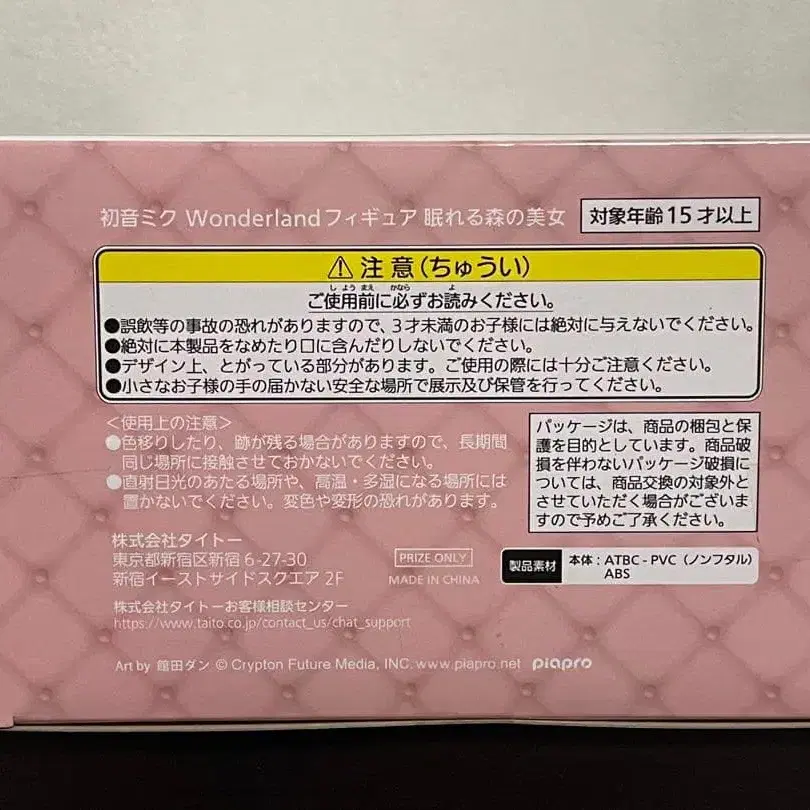 初音ミク Wonderlandフィギュア 眠れる森の美女 対象年齢15才以上
⚠注意(ちゅうい)
ご使用前に必ずお読みください。
しようまえ かなら よ
●誤飲等の事故の恐れがありますので、3才未満のお子様には絶対に与えないでください。
●絶対に本製品をなめたり口に含んだりしないでください。
●デザイン上、とがっている部分があります。ご使用の際には十分ご注意ください。
●小さなお子様の手の届かない安全な場所で展示及び保管を行ってください。
<使用上の注意>
●色移りしたり、跡が残る場合がありますので、長期間
同じ場所に接触させておかないでください。
●直射日光のあたる場所や、高温・多湿になる場所には
置かないでください。変色や変形の恐れがあります。
パッケージは、商品の梱包と保
護を目的としています。商品破
損を伴わないパッケージ破損に
ついては、商品交換の対象外と
させていただく場合がございま
すので予めご了承ください。
株式会社タイトー
東京都新宿区新宿 6-27-30
新宿イーストサイドスクエア 2F
PRIZE ONLY
MADE IN CHINA
製品素材 本体:ATBC-PVC(ノンフタル)
ABS
株式会社タイトーお客様相談センター
https://www.taito.co.jp/contact_us/chat_support
Art by 館田ダン © Crypton Future Media, INC. www.piapro.net piapro